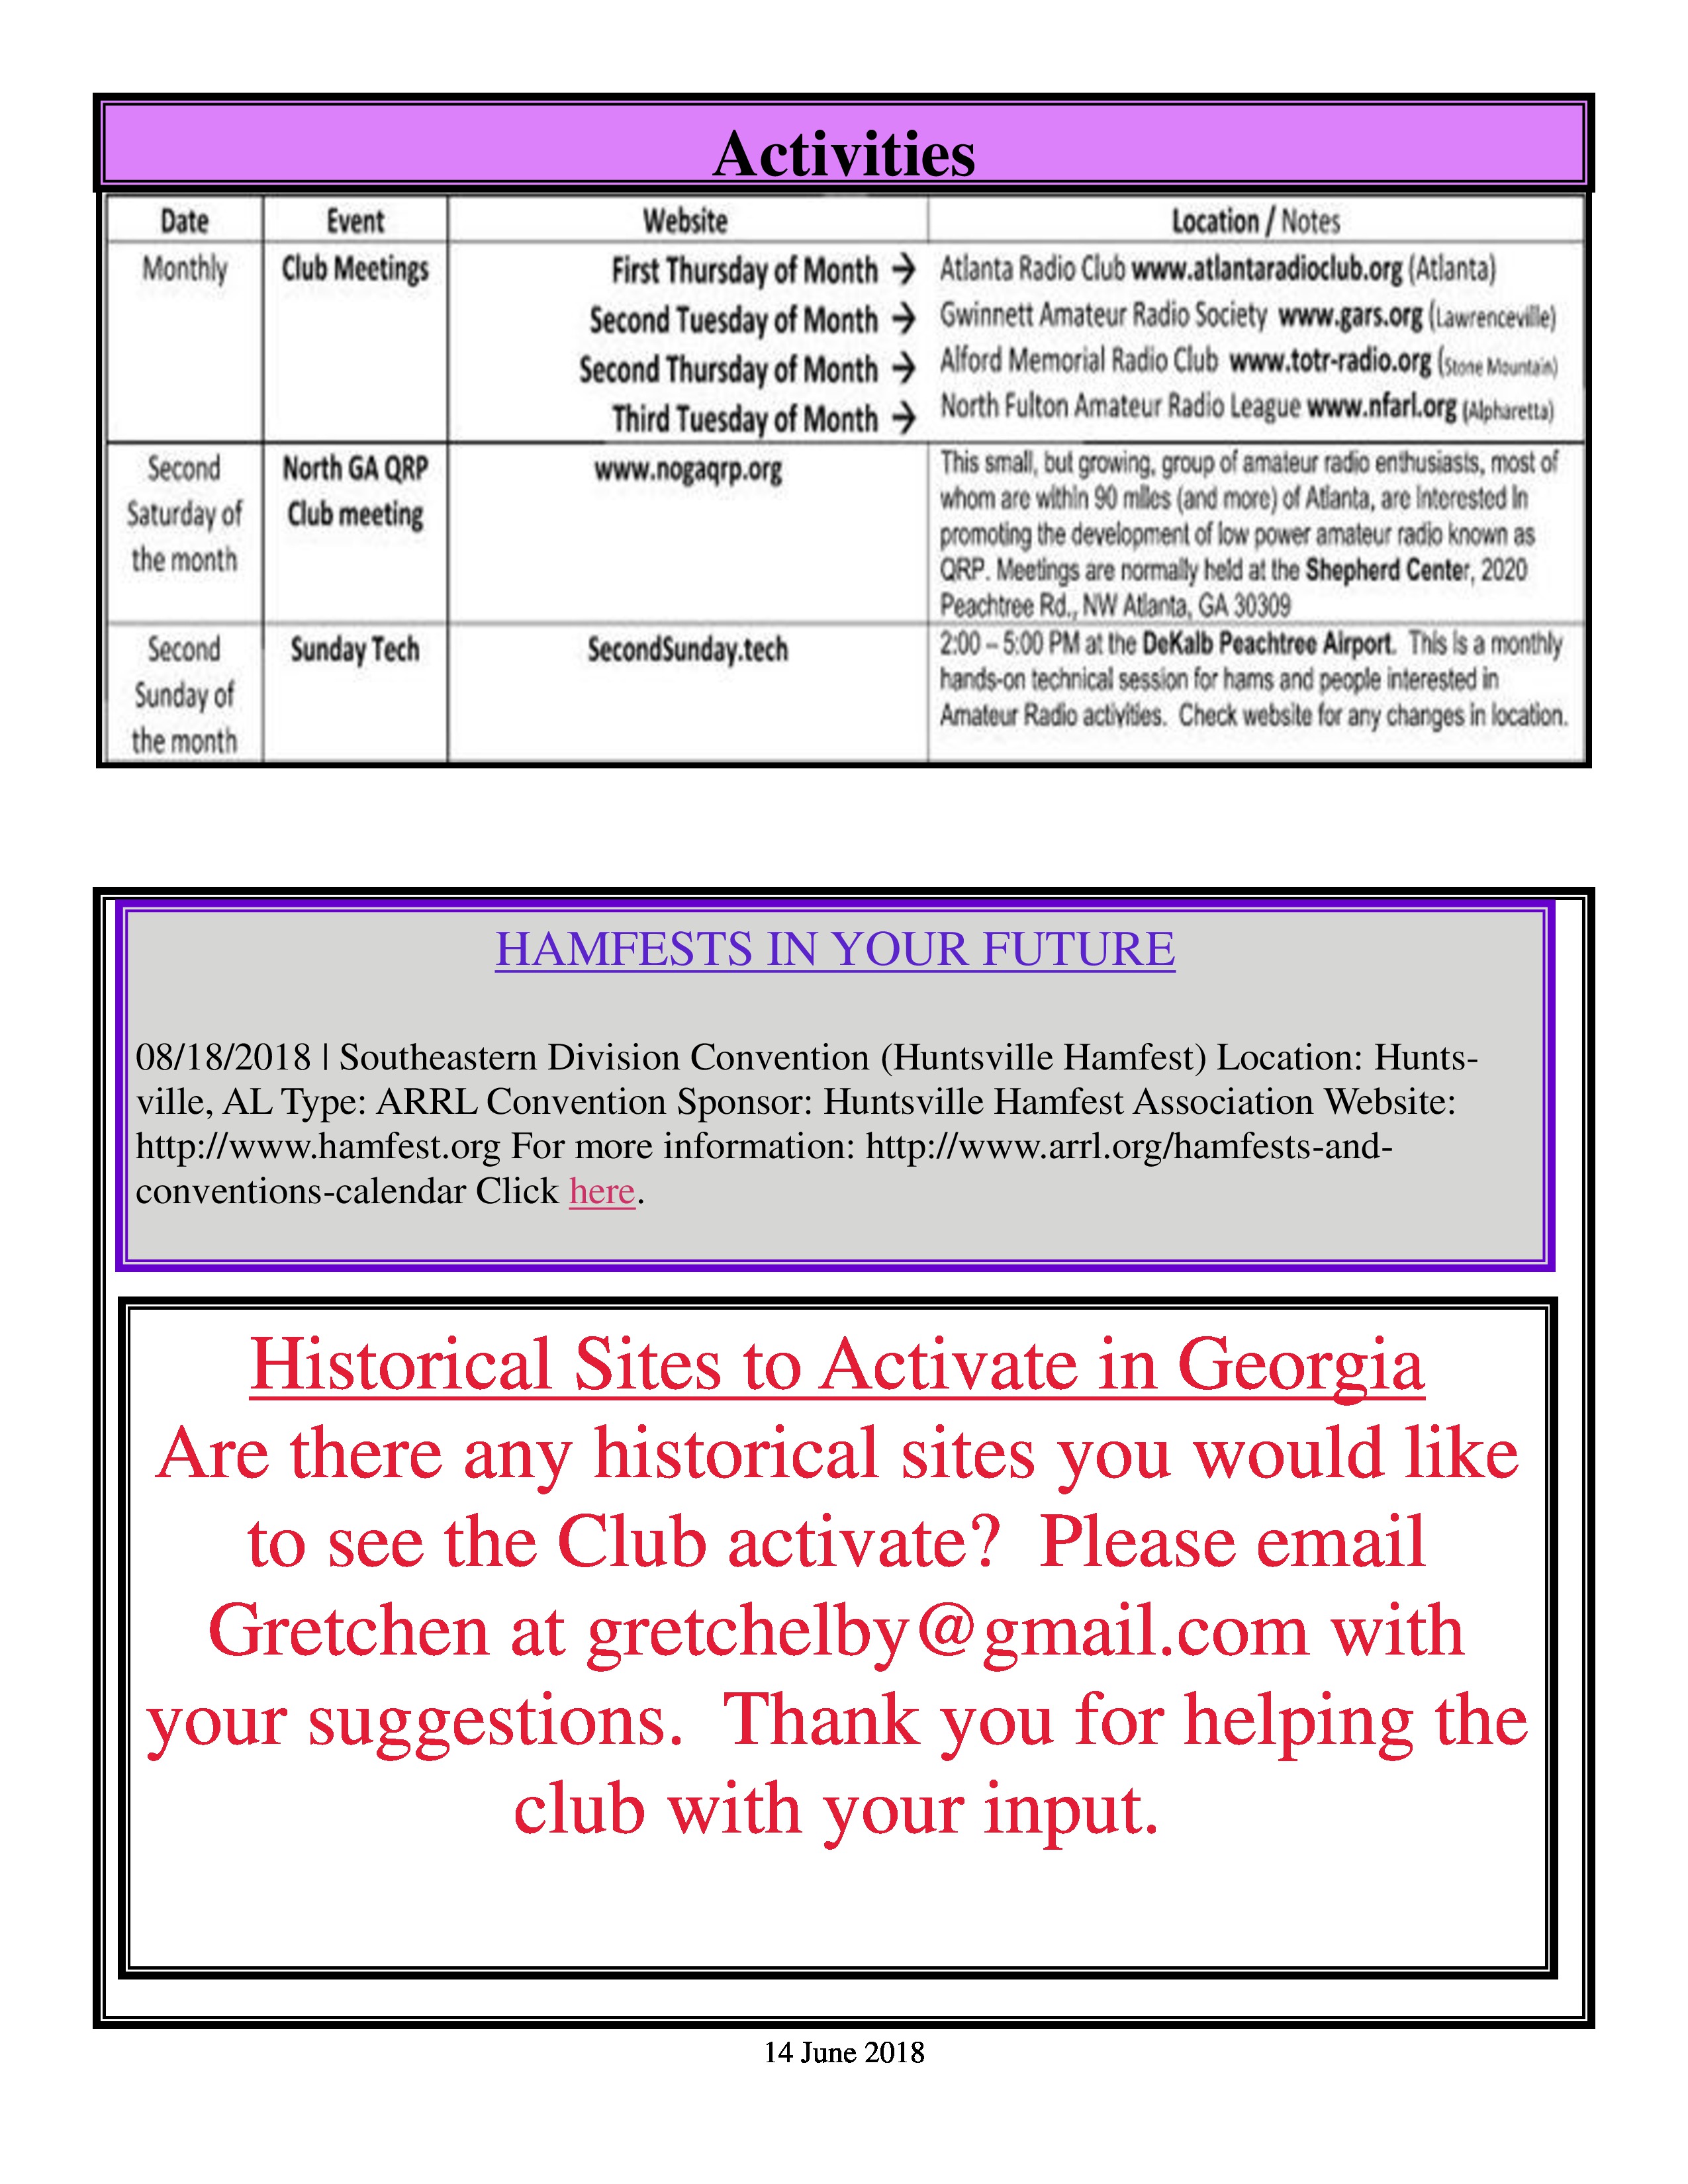 Activities
Date Event Website Location / Notes
Monthly Club Meetings First Thursday of Month → Atlanta Radio Club www.atlantaradioclub.org (Atlanta)
Second Tuesday of Month → Gwinnett Amateur Radio Society www.gars.org (Lawrenceville)
Second Thursday of Month → Alford Memorial Radio Club www.totr-radio.org (Stone Mountain)
Third Tuesday of Month → North Fulton Amateur Radio League www.nfarl.org (Alpharetta)
Second
Saturday of
the month
North GA QRP
Club meeting
www.nogaqrp.org
This small, but growing, group of amateur radio enthusiasts, most of
whom are within 90 miles (and more) of Atlanta, are interested in
promoting the development of low power amateur radio known as
QRP. Meetings are normally held at the Shepherd Center, 2020
Peachtree Rd., NW Atlanta, GA 30309
Second
Sunday of
the month
Sunday Tech
SecondSunday.tech
2:00 – 5:00 PM at the DeKalb Peachtree Airport. This is a monthly
hands-on technical session for hams and people interested in
Amateur Radio activities. Check website for any changes in location.
HAMFESTS IN YOUR FUTURE
08/18/2018 | Southeastern Division Convention (Huntsville Hamfest) Location: Hunts-
ville, AL Type: ARRL Convention Sponsor: Huntsville Hamfest Association Website:
http://www.hamfest.org For more information: http://www.arrl.org/hamfests-and-
conventions-calendar Click here.
Historical Sites to Activate in Georgia
Are there any historical sites you would like
to see the Club activate? Please email
Gretchen at gretchelby@gmail.com with
your suggestions. Thank you for helping the
club with your input.
14 June 2018